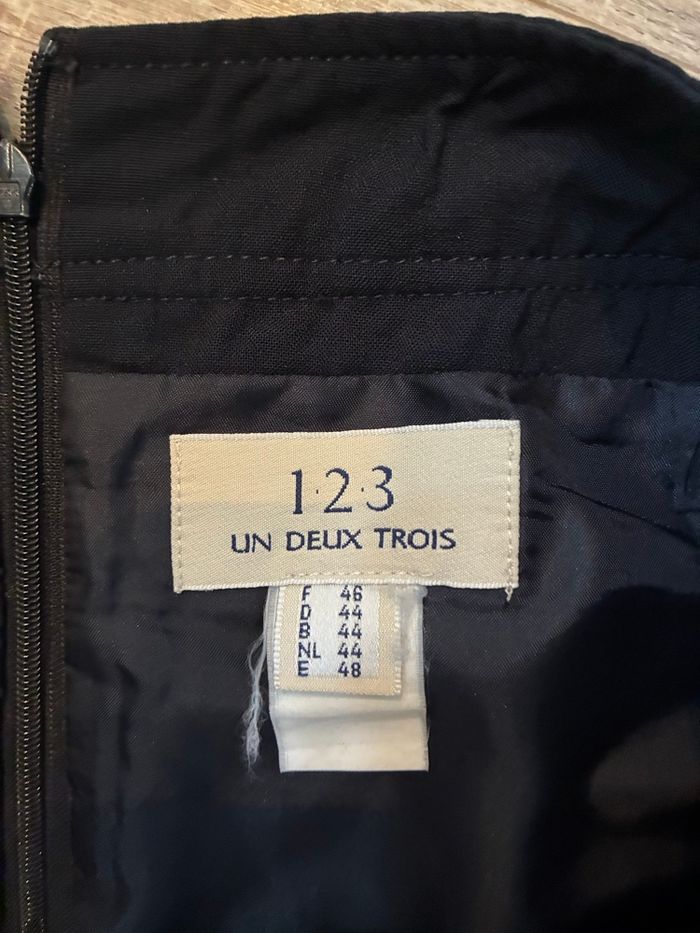 1·2·3
UN DEUX TROIS
F 46
D 44
B 44
NL 44
E 48